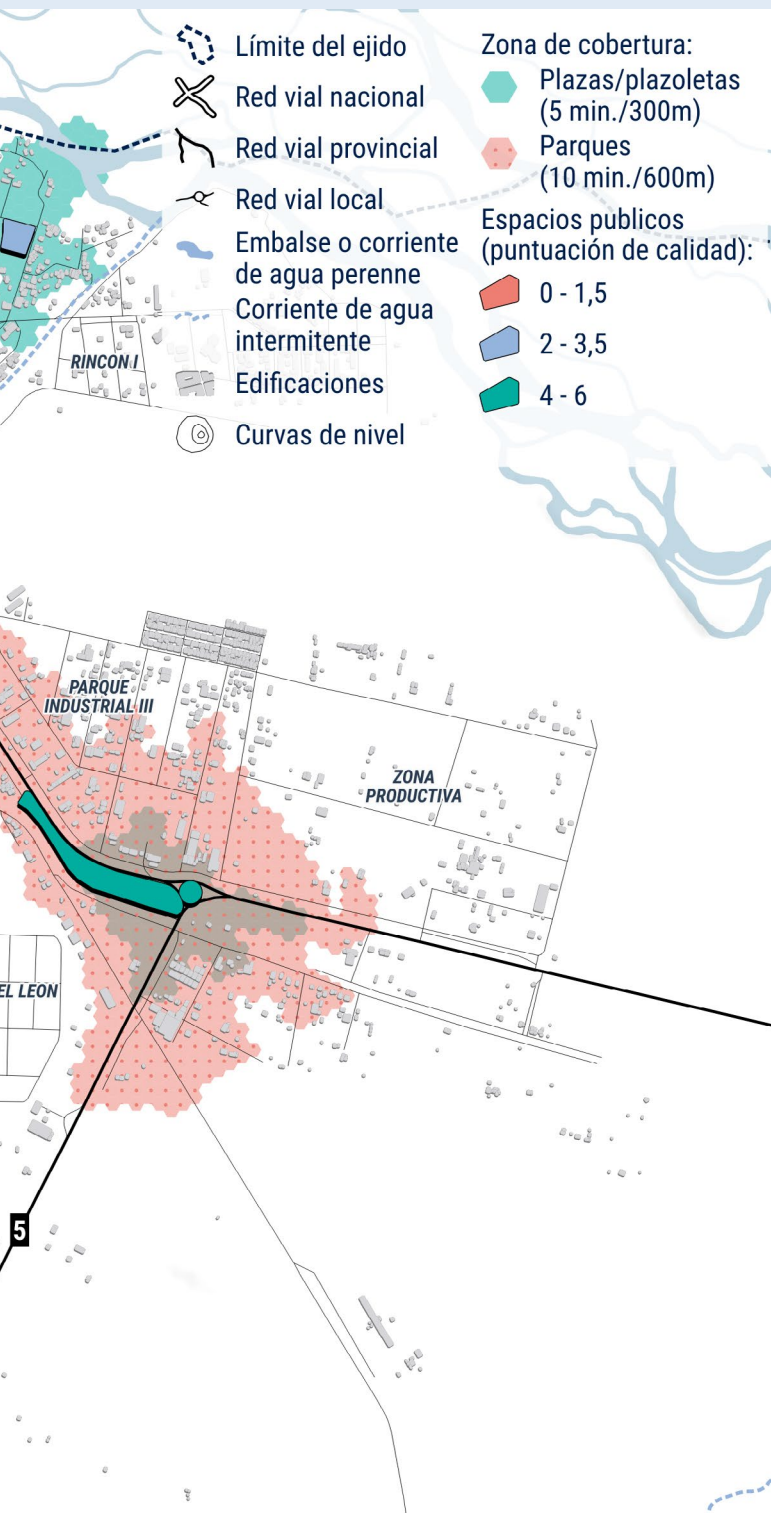 Límite del ejido
Red vial nacional
Red vial provincial
Red vial local
Embalse o corriente
de agua perenne
Corriente de agua
intermitente
Edificaciones
Curvas de nivel
Zona de cobertura:
Plazas/plazoletas
(5 min./300m)
Parques
(10 min./600m)
Espacios publicos
(puntuación de calidad):
0 - 1,5
2 - 3,5
4 - 6
RINCON I
PARQUE
INDUSTRIAL III
ZONA
PRODUCTIVA
EL LEON
5